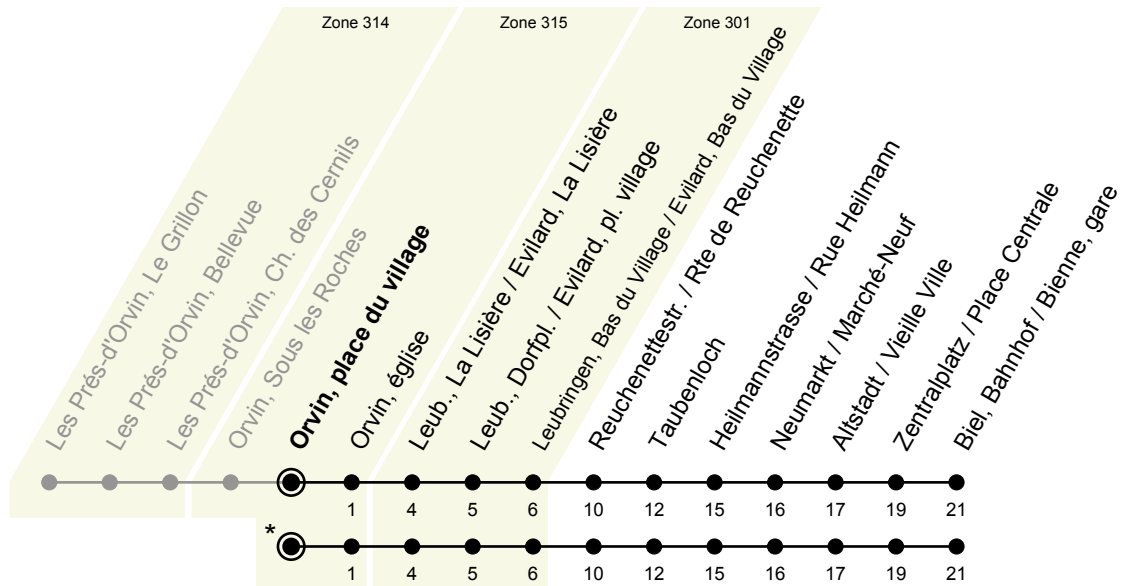 Zone 314
Zone 315
Zone 301
Les Prés-d'Orvin, Le Grillon
Les Prés-d'Orvin, Bellevue
Les Prés-d'Orvin, Ch. des Cernils
Orvin, Sous les Roches
Orvin, place du village
Orvin, église
Leub., La Lisière / Evilard, La Lisière
Leub., Dorfpl. / Evilard, pl. village
Leubringen, Bas du Village / Evilard, Bas du Village
Reuchenettestr. / Rte de Reuchenette
Taubenloch
Heilmannstrasse / Rue Heilmann
Neumarkt / Marché-Neuf
Altstadt / Vieille Ville
Zentralplatz / Place Centrale
Biel, Bahnhof / Bienne, gare
1 4 5 6 10 12 15 16 17 19 21
*
1 4 5 6 10 12 15 16 17 19 21